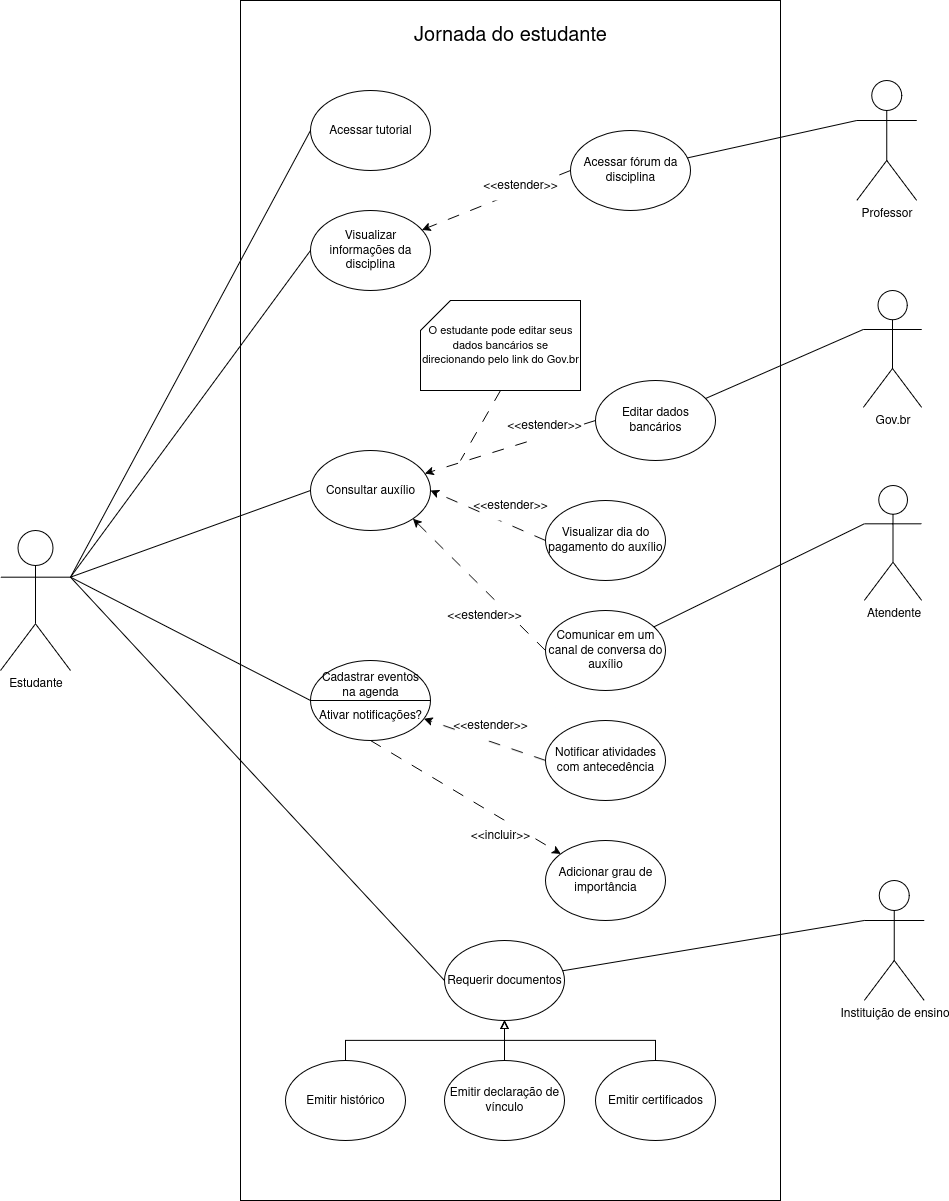 Jornada do estudante
Acessar tutorial
Acessar fórum da
disciplina
<<estender>>
Professor
Visualizar
informações da
disciplina
O estudante pode editar seus
dados bancários se
direcionando pelo link do Gov.br
Editar dados
bancários
Gov.br
<<estender>>
Consultar auxílio
<<estender>>
Visualizar dia do
pagamento do auxílio
Atendente
<<estender>>
Comunicar em um
canal de conversa do
auxílio
Estudante
Cadastrar eventos
na agenda
Ativar notificações?
<<estender>>
Notificar atividades
com antecedência
<<incluir>>
Adicionar grau de
importância
Requerir documentos
Instituição de ensino
Emitir histórico
Emitir declaração de
vínculo
Emitir certificados